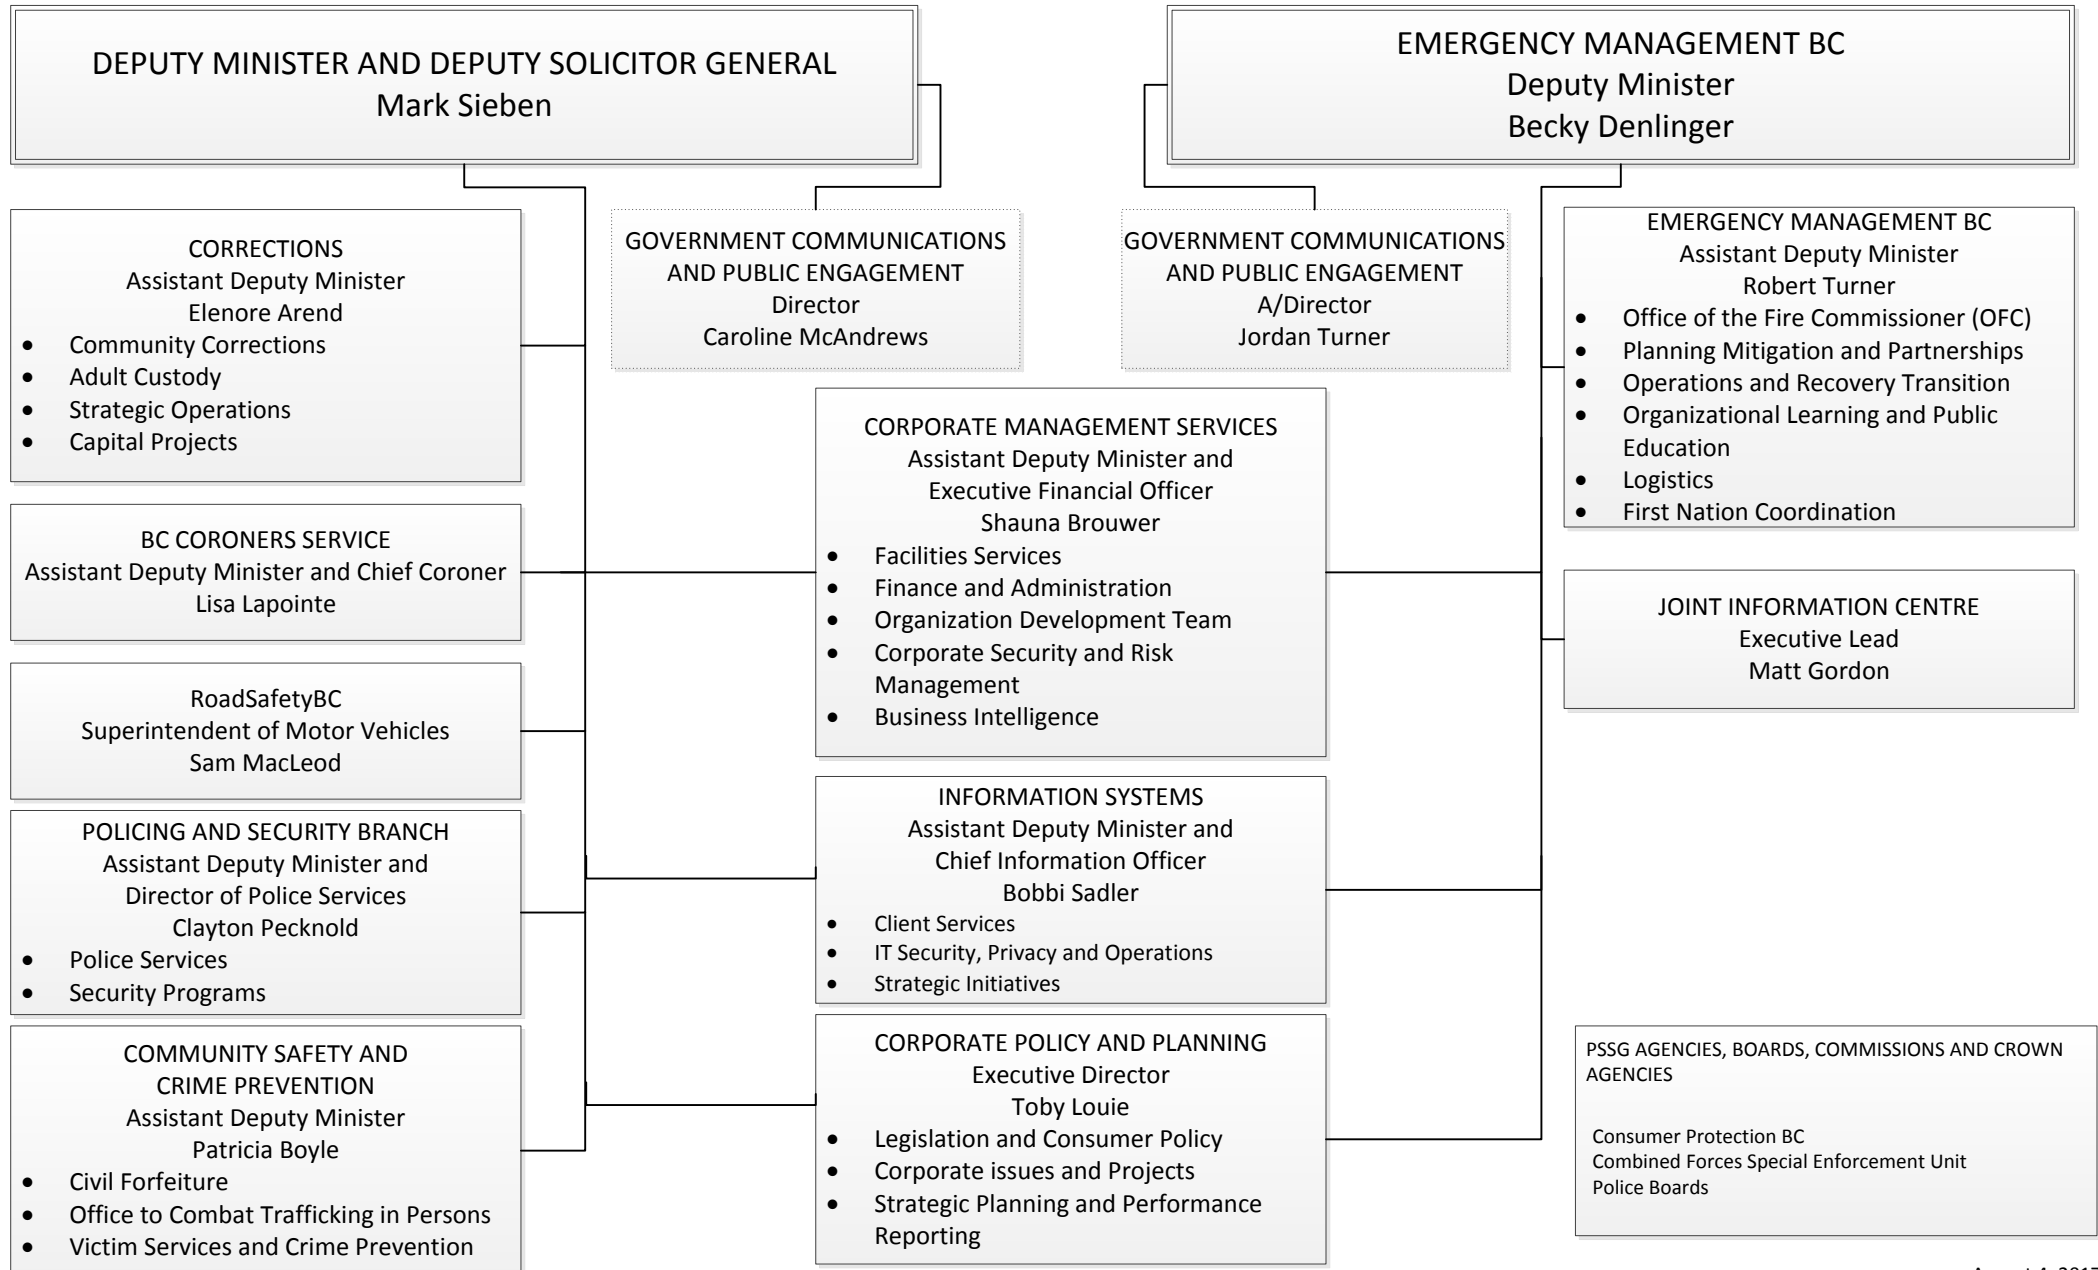 DEPUTY MINISTER AND DEPUTY SOLICITOR GENERAL
Mark Sieben
EMERGENCY MANAGEMENT BC
Deputy Minister
Becky Denlinger
CORRECTIONS
Assistant Deputy Minister
Elenore Arend
• Community Corrections
• Adult Custody
• Strategic Operations
• Capital Projects
GOVERNMENT COMMUNICATIONS
AND PUBLIC ENGAGEMENT
Director
Caroline McAndrews
GOVERNMENT COMMUNICATIONS
AND PUBLIC ENGAGEMENT
A/Director
Jordan Turner
EMERGENCY MANAGEMENT BC
Assistant Deputy Minister
Robert Turner
• Office of the Fire Commissioner (OFC)
• Planning Mitigation and Partnerships
• Operations and Recovery Transition
• Organizational Learning and Public
Education
• Logistics
• First Nation Coordination
BC CORONERS SERVICE
Assistant Deputy Minister and Chief Coroner
Lisa Lapointe
CORPORATE MANAGEMENT SERVICES
Assistant Deputy Minister and
Executive Financial Officer
Shauna Brouwer
• Facilities Services
• Finance and Administration
• Organization Development Team
• Corporate Security and Risk
Management
• Business Intelligence
JOINT INFORMATION CENTRE
Executive Lead
Matt Gordon
RoadSafetyBC
Superintendent of Motor Vehicles
Sam MacLeod
POLICING AND SECURITY BRANCH
Assistant Deputy Minister and
Director of Police Services
Clayton Pecknold
• Police Services
• Security Programs
INFORMATION SYSTEMS
Assistant Deputy Minister and
Chief Information Officer
Bobbi Sadler
• Client Services
• IT Security, Privacy and Operations
• Strategic Initiatives
COMMUNITY SAFETY AND
CRIME PREVENTION
Assistant Deputy Minister
Patricia Boyle
• Civil Forfeiture
• Office to Combat Trafficking in Persons
• Victim Services and Crime Prevention
CORPORATE POLICY AND PLANNING
Executive Director
Toby Louie
• Legislation and Consumer Policy
• Corporate issues and Projects
• Strategic Planning and Performance
Reporting
PSSG AGENCIES, BOARDS, COMMISSIONS AND CROWN
AGENCIES
Consumer Protection BC
Combined Forces Special Enforcement Unit
Police Boards